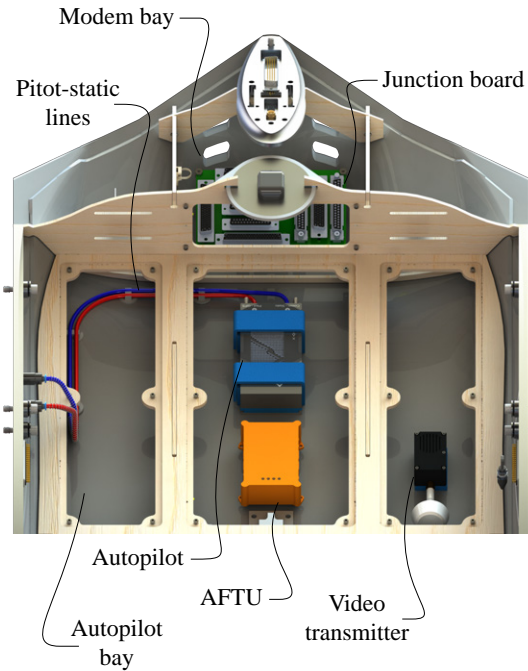 Modem bay
Pitot-static
lines
Junction board
Autopilot
AFTU
Video
transmitter
Autopilot
bay